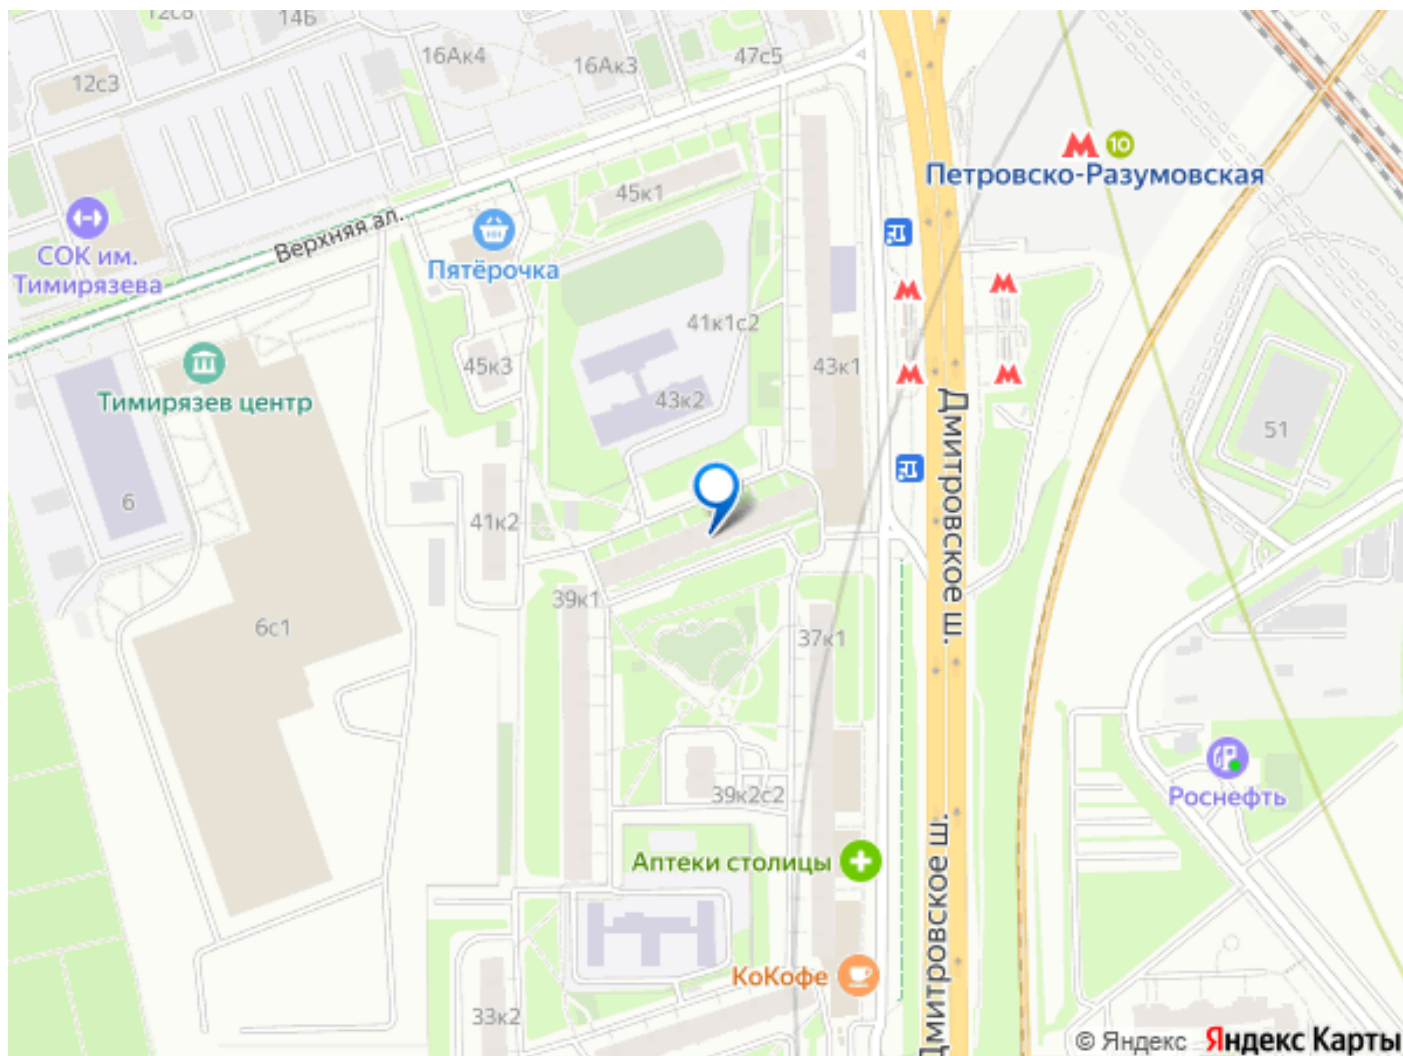 12с8
14Б
16Ак4
16Ак3
47с5
12с3
10
Петровско-Разумовская
45к1
Верхняя ал.
СОК им.
Тимирязева
Пятёрочка
41к1с2
45к3
43к1
Тимирязев центр
43к2
Дмитровское ш.
51
6
41к2
39к1
6с1
37к1
39к2с2
Роснефть
Аптеки столицы
Дмитровское ш.
КоКофе
33к2
© Яндекс Яндекс Карты